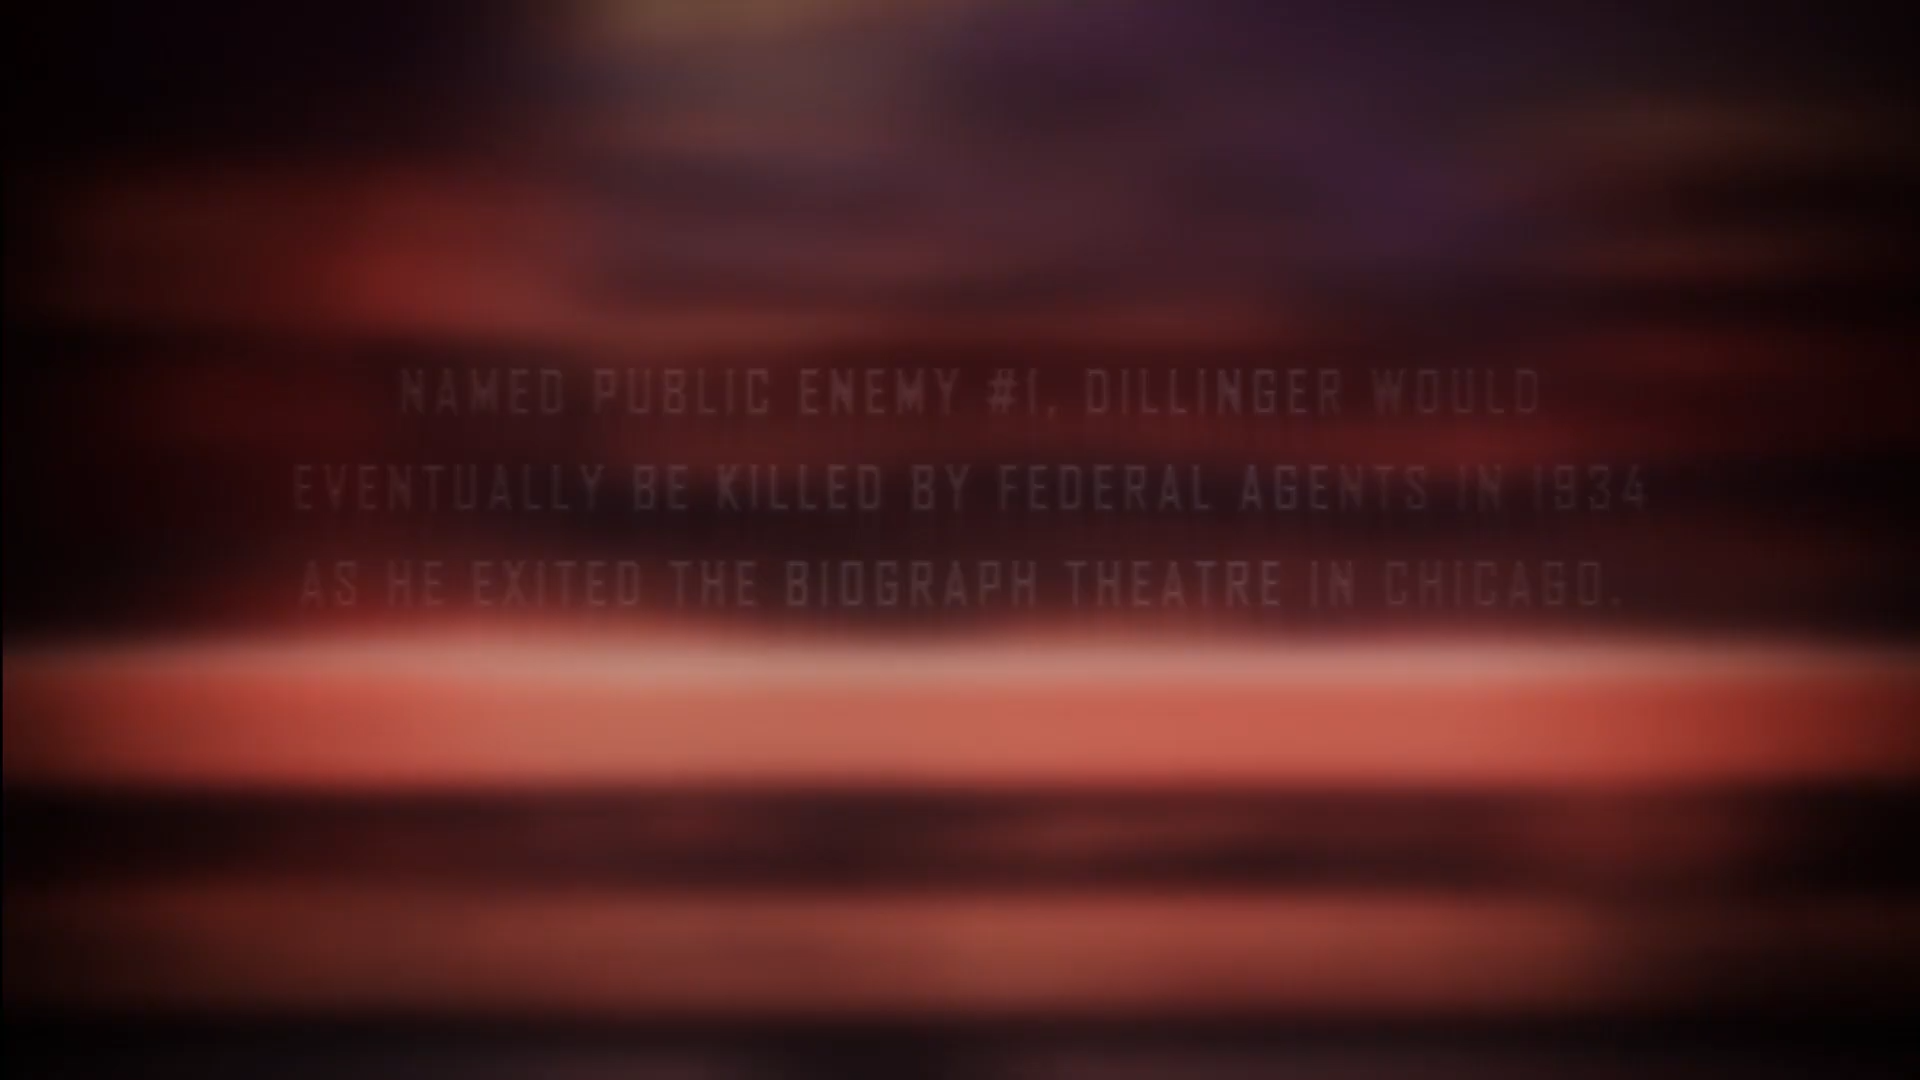 NAMED PUBLIC ENEMY #1, DILLINGER WOULD
EVENTUALLY BE KILLED BY FEDERAL AGENTS IN 1934
AS HE EXITED THE BIOGRAPH THEATRE IN CHICAGO.